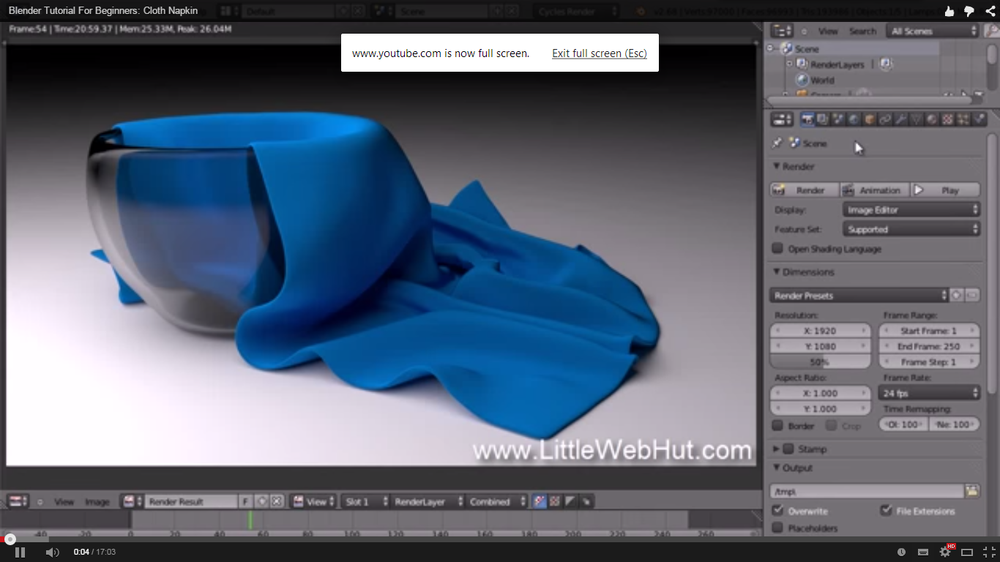 Blender Tutorial For Beginners: Cloth Napkin
Default
Scene
Cycles Render
Frame:54 | Time:20:59.37 | Mem:25.33M, Peak: 26.04M
www.youtube.com is now full screen. Exit full screen (Esc)
View Search All Scenes
Scene
RenderLayers
World
Scene
Render
Render Animation Play
Display: Image Editor
Feature Set: Supported
Open Shading Language
Dimensions
Render Presets
Resolution: Frame Range:
X: 1920 Start Frame: 1
Y: 1080 End Frame: 250
50% Frame Step: 1
Aspect Ratio: Frame Rate:
X: 1.000 24 fps
Y: 1.000 Time Remapping:
Border Crop Ol: 100 Ne: 100
Stamp
Output
/tmp\
Overwrite File Extensions
Placeholders
www.LittleWebHut.com
View Image Render Result F View Slot 1 RenderLayer Combined
-40 -20 0 20 40 60 80 100 120 140 160 180 200 220 240 260
0:04 / 17:03
HD